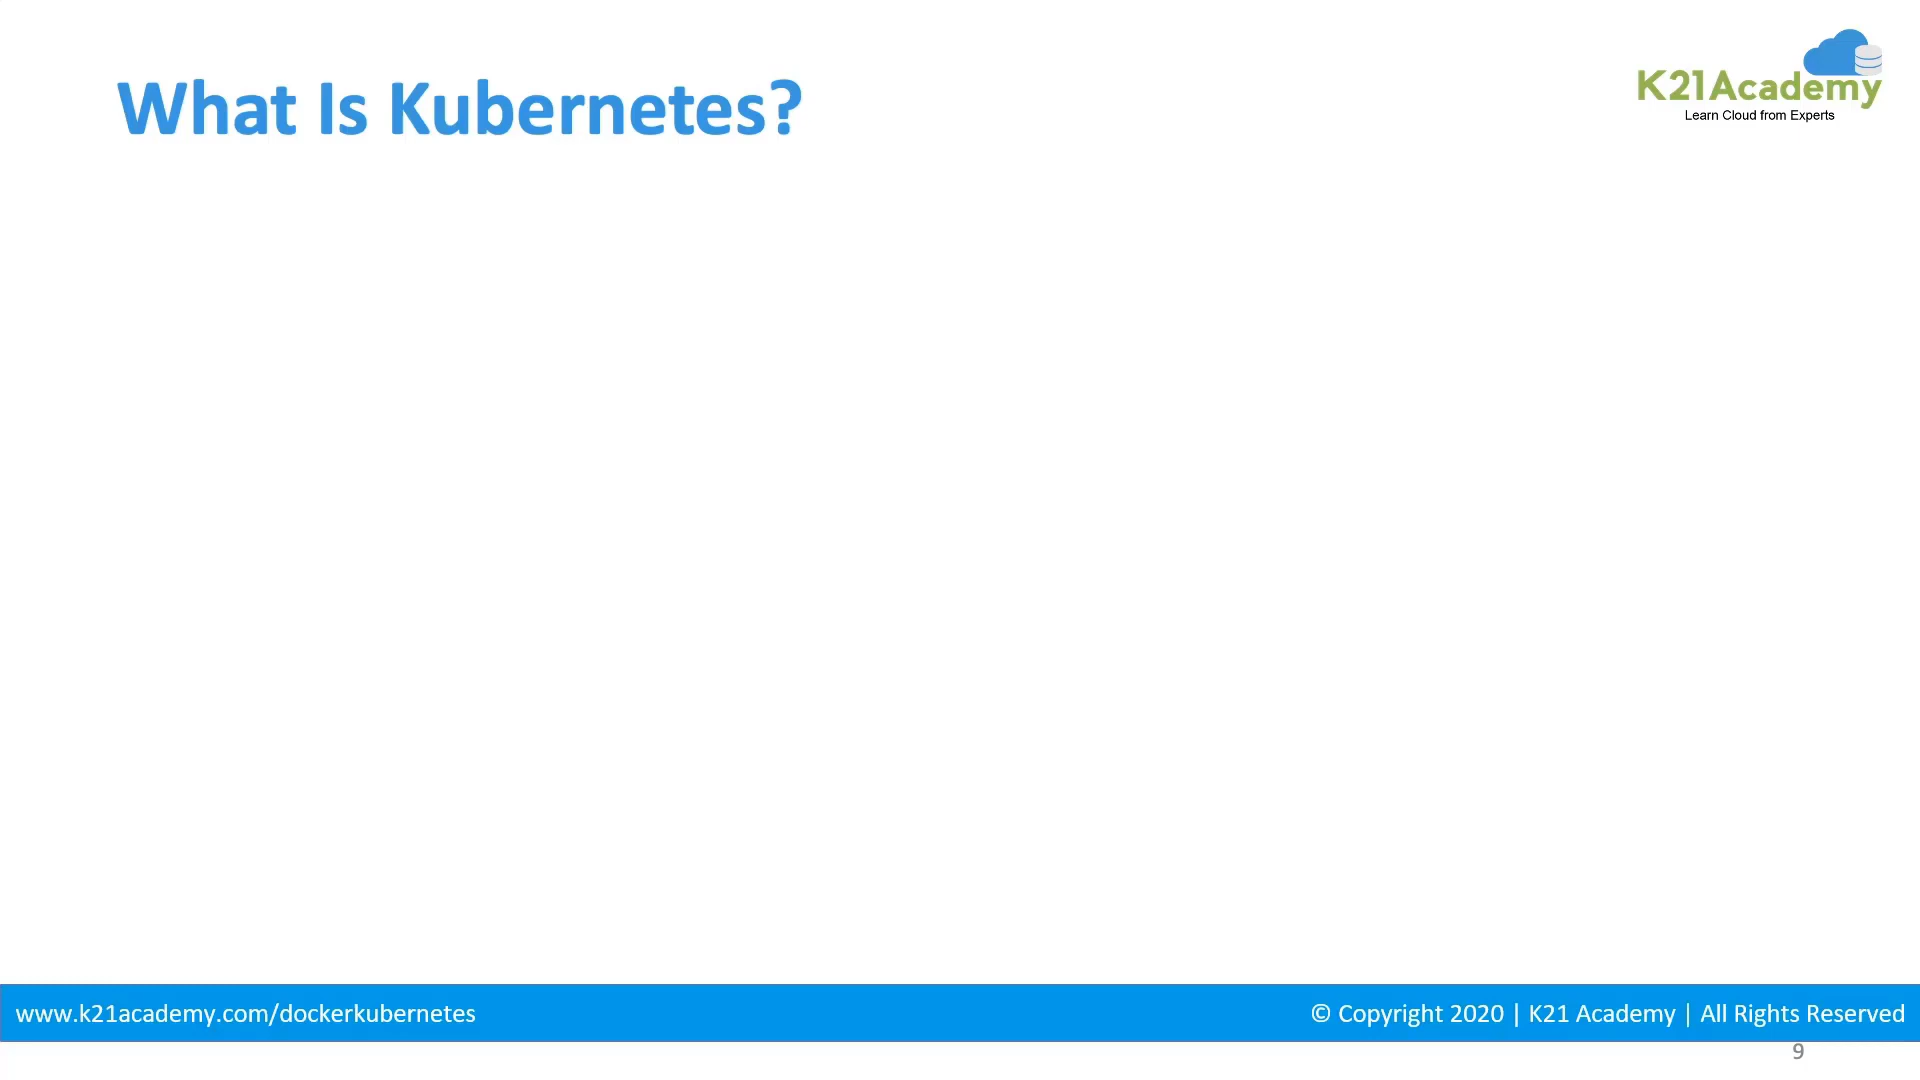 What Is Kubernetes?
K21Academy
Learn Cloud from Experts
www.k21academy.com/dockerkubernetes
© Copyright 2020 | K21 Academy | All Rights Reserved
9